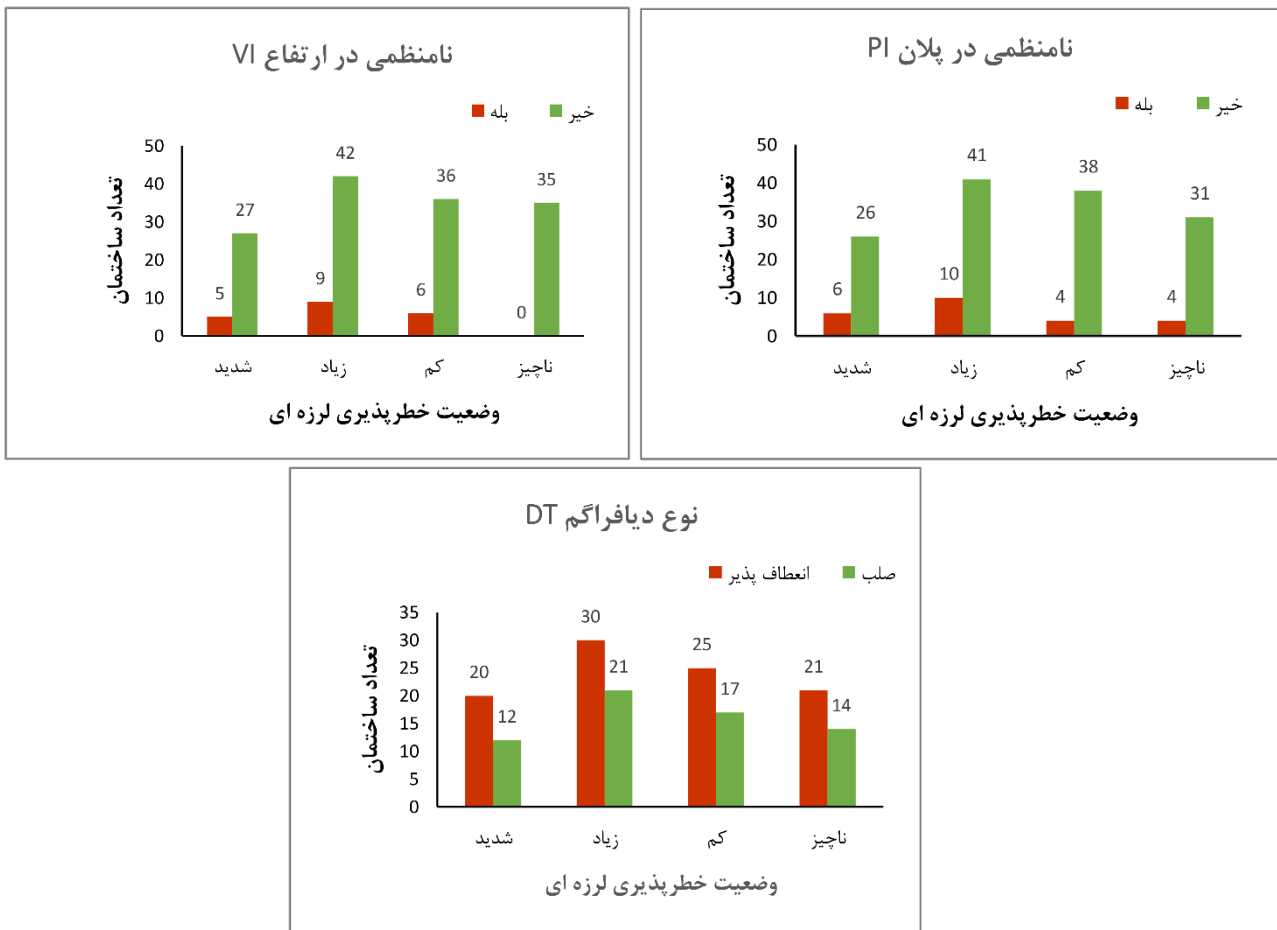 نامنظمی در ارتفاع VI
بله خیر
تعداد ساختمان
50
40
30
20
10
0
5 27 9 42 6 36 0 35
شدید زیاد کم ناچیز
وضعیت خطرپذیری لرزه ای
نامنظمی در پلان PI
بله خیر
تعداد ساختمان
50
40
30
20
10
0
6 26 10 41 4 38 4 31
شدید زیاد کم ناچیز
وضعیت خطرپذیری لرزه ای
نوع دیافراگم DT
انعطاف پذیر صلب
تعداد ساختمان
35
30
25
20
15
10
5
0
20 12 30 21 25 17 21 14
شدید زیاد کم ناچیز
وضعیت خطرپذیری لرزه ای